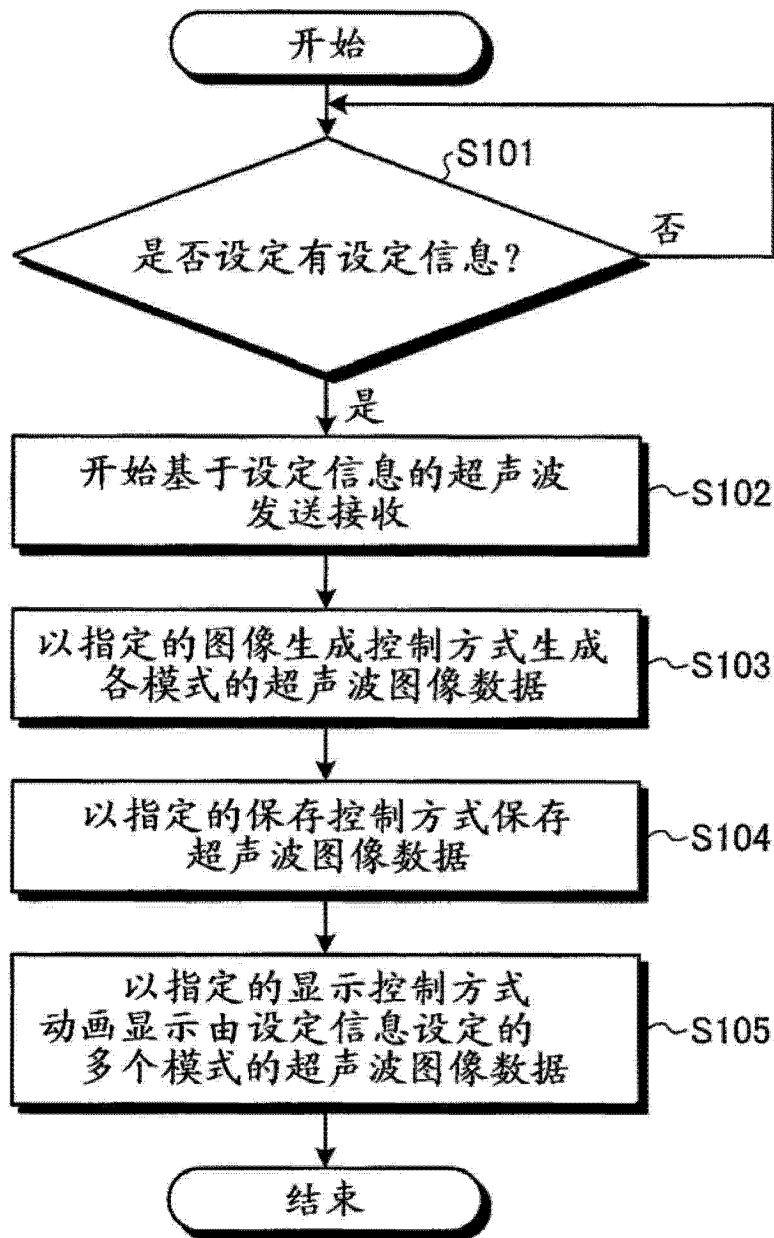 开始
S101
是否设定有设定信息?
否
是
开始基于设定信息的超声波
发送接收
S102
以指定的图像生成控制方式生成
各模式的超声波图像数据
S103
以指定的保存控制方式保存
超声波图像数据
S104
以指定的显示控制方式
动画显示由设定信息设定的
多个模式的超声波图像数据
S105
结束